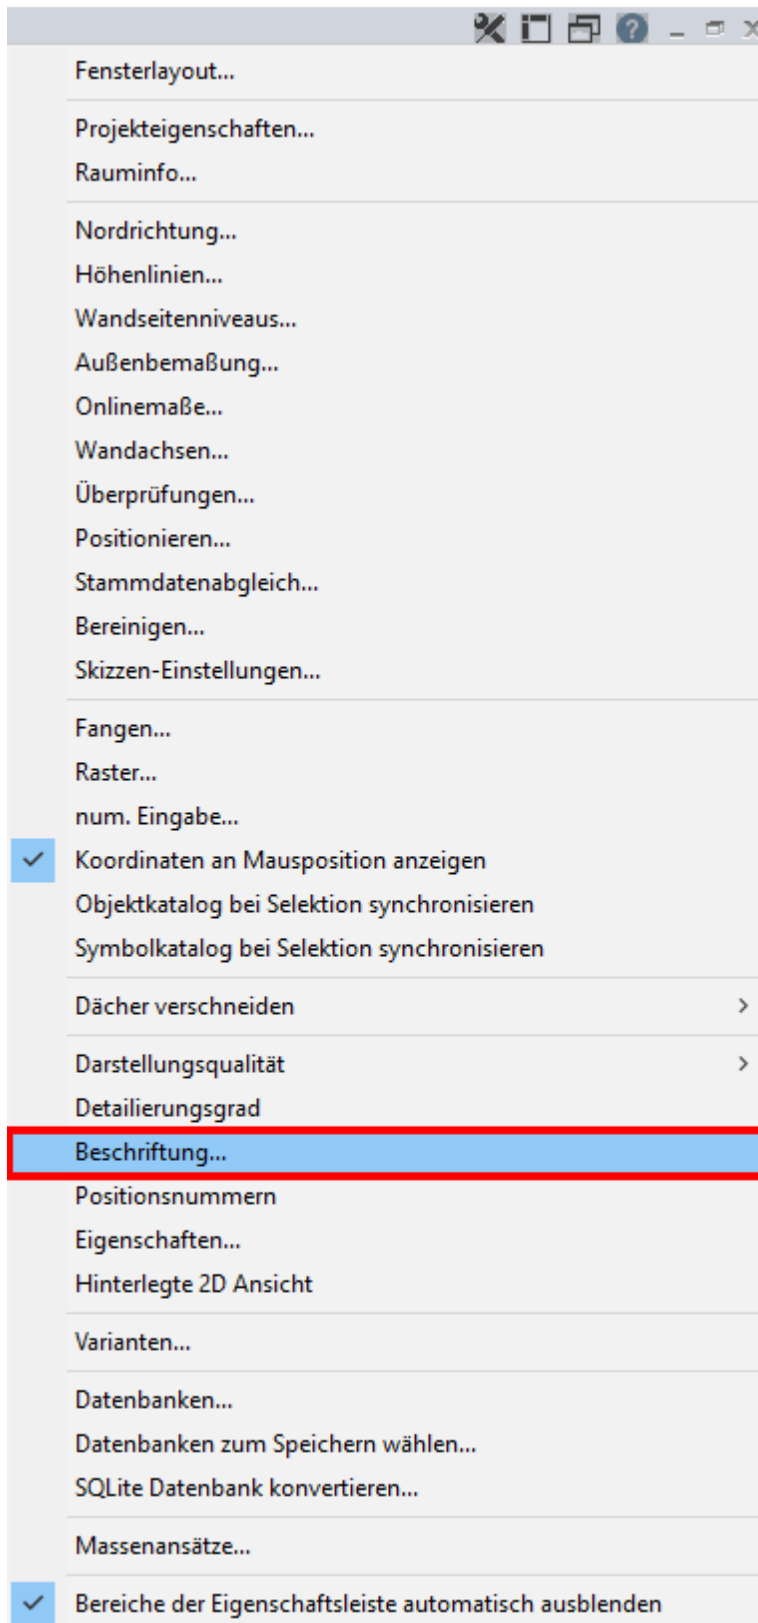 Fensterlayout...
Projekteigenschaften...
Rauminfo...
Nordrichtung...
Höhenlinien...
Wandseitenniveaus...
Außenbemaßung...
Onlinemaße...
Wandachsen...
Überprüfungen...
Positionieren...
Stammdatenabgleich...
Bereinigen...
Skizzen-Einstellungen...
Fangen...
Raster...
num. Eingabe...
Koordinaten an Mausposition anzeigen
Objektkatalog bei Selektion synchronisieren
Symbolkatalog bei Selektion synchronisieren
Dächer verschneiden
Darstellungsqualität
Detailierungsgrad
Beschriftung...
Positionsnummern
Eigenschaften...
Hinterlegte 2D Ansicht
Varianten...
Datenbanken...
Datenbanken zum Speichern wählen...
SQLite Datenbank konvertieren...
Massenansätze...
Bereiche der Eigenschaftsleiste automatisch ausblenden